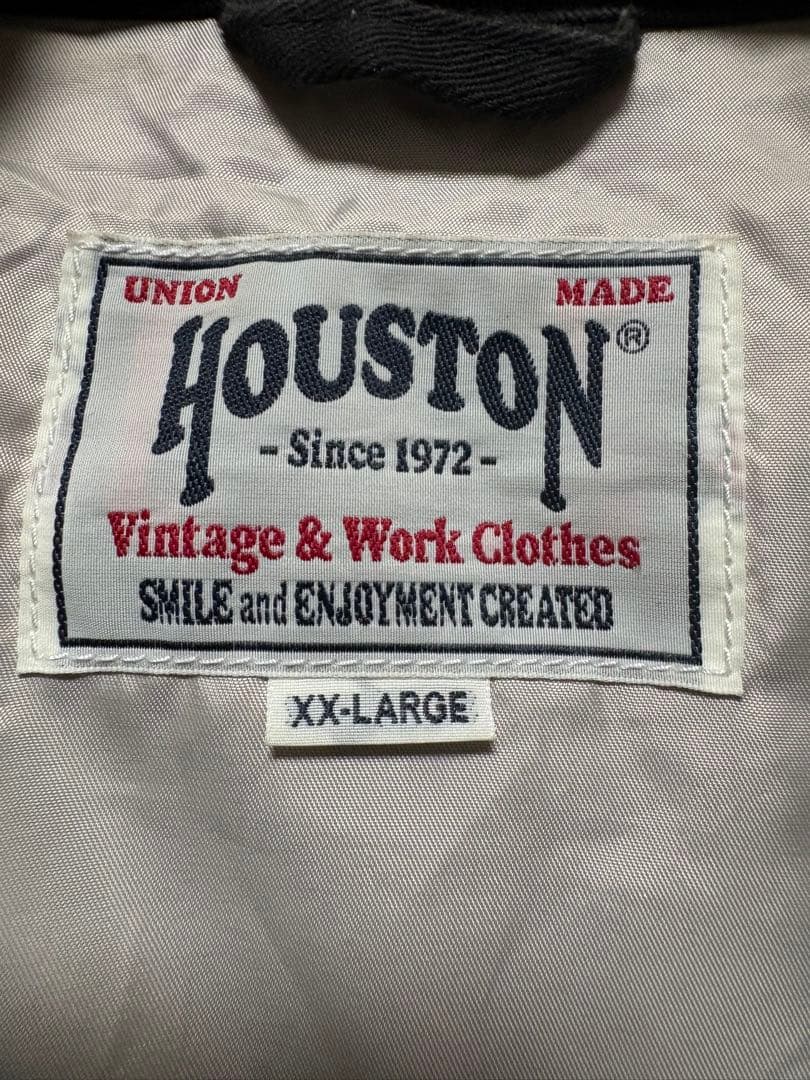 UNION MADE
HOUSTON®
- Since 1972 -
Vintage & Work Clothes
SMILE and ENJOYMENT CREATED
XX-LARGE